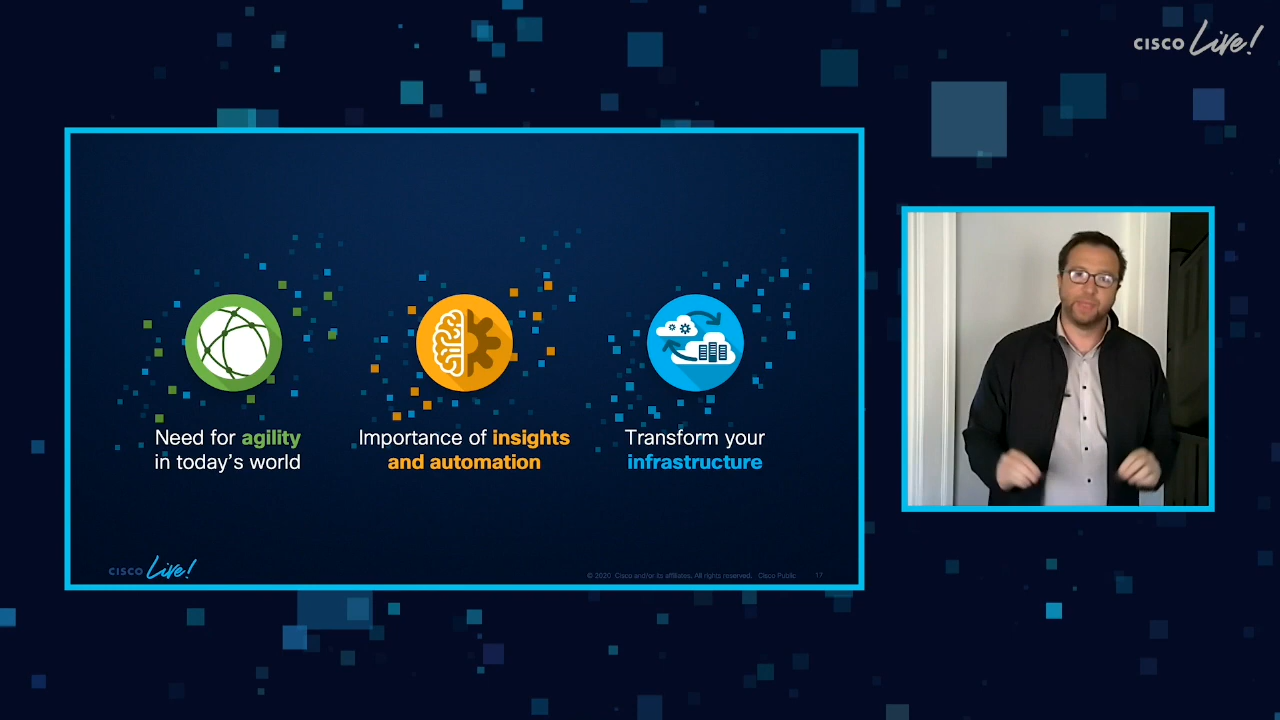 CISCO Live!
Need for agility
in today's world
Importance of insights
and automation
Transform your
infrastructure
CISCO Live!
© 2020 Cisco and/or its affiliates. All rights reserved. Cisco Public 17